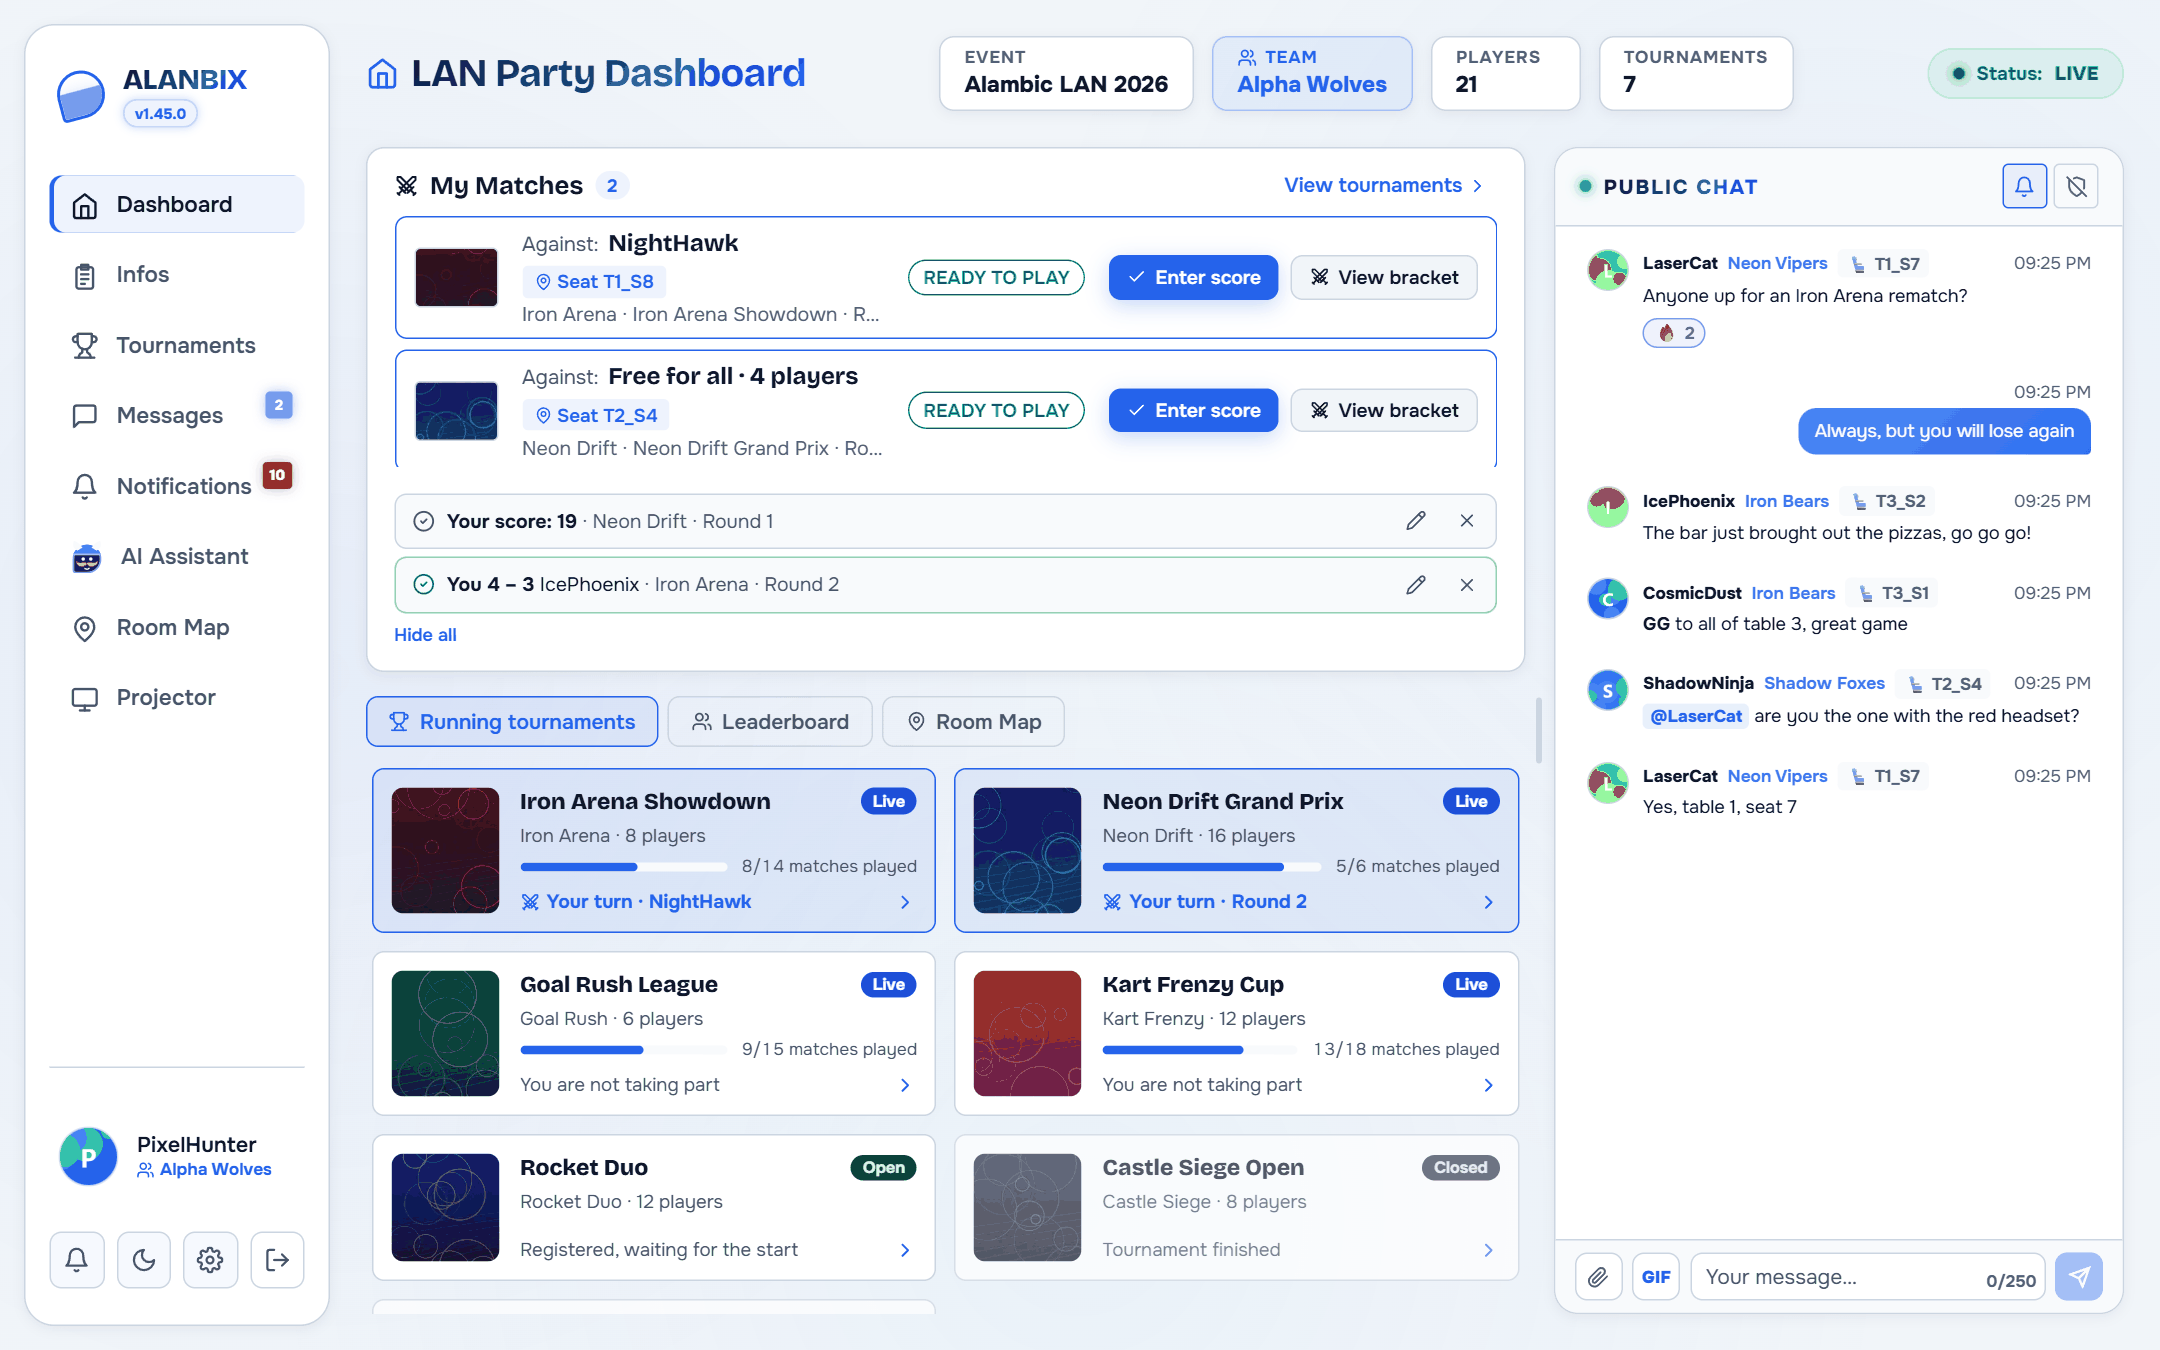 ALANBIX
v1.45.0
Dashboard
Infos
Tournaments
Messages
2
Notifications
10
AI Assistant
Room Map
Projector
P
PixelHunter
Alpha Wolves
LAN Party Dashboard
EVENT
Alambic LAN 2026
TEAM
Alpha Wolves
PLAYERS
21
TOURNAMENTS
7
Status: LIVE
My Matches 2
View tournaments
Against: NightHawk
Seat T1_S8
Iron Arena · Iron Arena Showdown · R...
READY TO PLAY
Enter score
View bracket
Against: Free for all · 4 players
Seat T2_S4
Neon Drift · Neon Drift Grand Prix · Ro...
READY TO PLAY
Enter score
View bracket
Your score: 19 · Neon Drift · Round 1
You 4 – 3 IcePhoenix · Iron Arena · Round 2
Hide all
Running tournaments
Leaderboard
Room Map
Iron Arena Showdown
Live
Iron Arena · 8 players
8/14 matches played
Your turn · NightHawk
Neon Drift Grand Prix
Live
Neon Drift · 16 players
5/6 matches played
Your turn · Round 2
Goal Rush League
Live
Goal Rush · 6 players
9/15 matches played
You are not taking part
Kart Frenzy Cup
Live
Kart Frenzy · 12 players
13/18 matches played
You are not taking part
Rocket Duo
Open
Rocket Duo · 12 players
Registered, waiting for the start
Castle Siege Open
Closed
Castle Siege · 8 players
Tournament finished
PUBLIC CHAT
L
LaserCat Neon Vipers T1_S7 09:25 PM
Anyone up for an Iron Arena rematch?
2
09:25 PM
Always, but you will lose again
I
IcePhoenix Iron Bears T3_S2 09:25 PM
The bar just brought out the pizzas, go go go!
C
CosmicDust Iron Bears T3_S1 09:25 PM
GG to all of table 3, great game
S
ShadowNinja Shadow Foxes T2_S4 09:25 PM
@LaserCat are you the one with the red headset?
L
LaserCat Neon Vipers T1_S7 09:25 PM
Yes, table 1, seat 7
GIF
Your message...
0/250